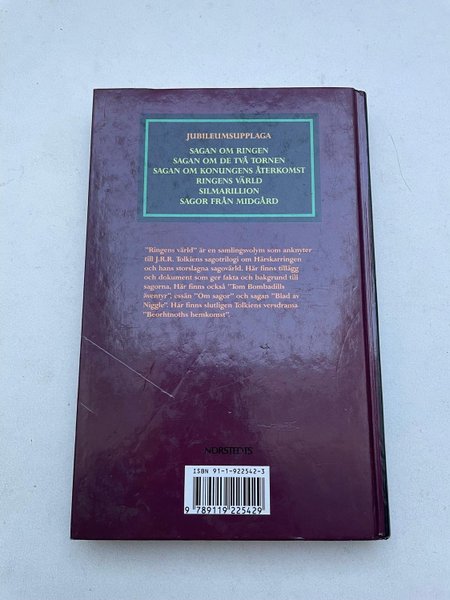 JUBILEUMSUPPLAGA
SAGAN OM RINGEN
SAGAN OM DE TVÅ TORNEN
SAGAN OM KONUNGENS ÅTERKOMST
RINGENS VÄRLD
SILMARILLION
SAGOR FRÅN MIDGÅRD
"Ringens värld" är en samlingsvolym som anknyter
till J.R.R. Tolkiens sagotrilogi om Härskarringen
och hans storslagna sagovärld. Här finns tillägg
och dokument som ger fakta och bakgrund till
sagorna. Här finns också "Tom Bombadills
äventyr", essän "Om sagor" och sagan "Blad av
Niggle". Här finns slutligen Tolkiens versdrama
"Beorhtnoths hemkomst".
NORSTEDTS
ISBN 91-1-922542-3
9 789119 225429